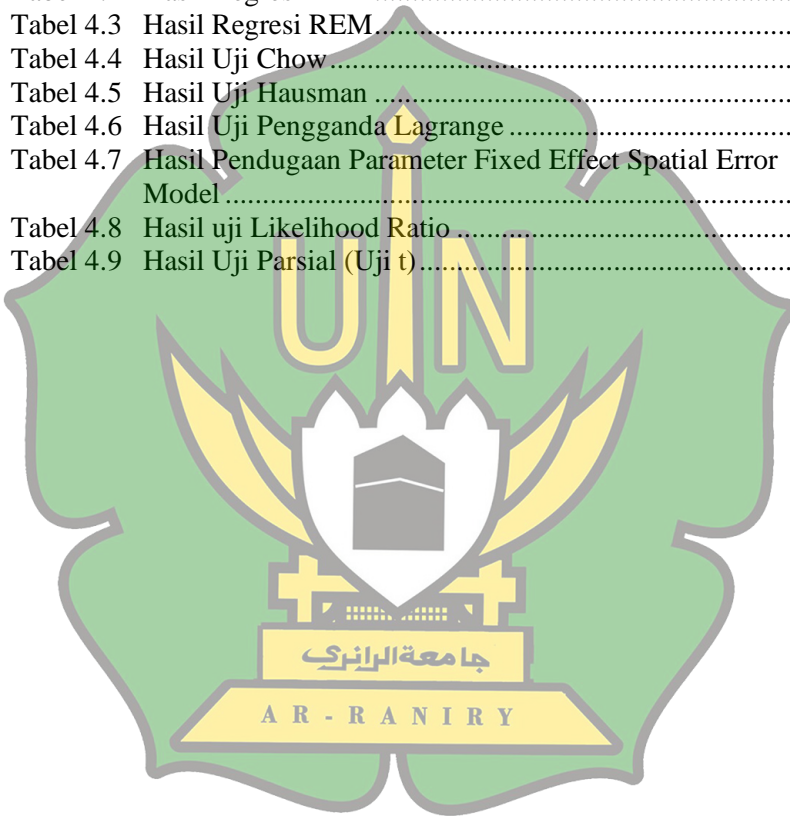 Tabel 4.3 Hasil Regresi REM.......................................................
Tabel 4.4 Hasil Uji Chow.............................................................
Tabel 4.5 Hasil Uji Hausman.......................................................
Tabel 4.6 Hasil Uji Pengganda Lagrange......................................
Tabel 4.7 Hasil Pendugaan Parameter Fixed Effect Spatial Error
Model..........................................................................
Tabel 4.8 Hasil uji Likelihood Ratio.............................................
Tabel 4.9 Hasil Uji Parsial (Uji t)..................................................
UIN
جامعةالرانري
AR-RANIRY